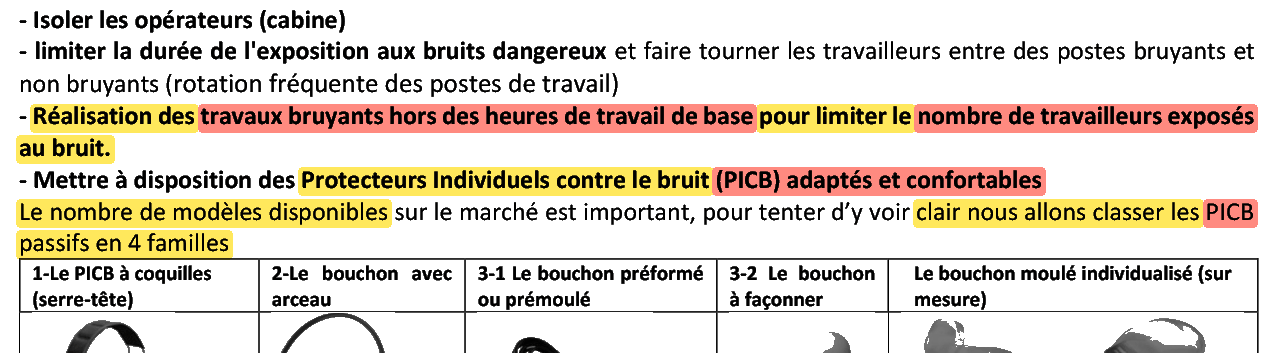 - Isoler les opérateurs (cabine)
- limiter la durée de l'exposition aux bruits dangereux et faire tourner les travailleurs entre des postes bruyants et
non bruyants (rotation fréquente des postes de travail)
- Réalisation des travaux bruyants hors des heures de travail de base pour limiter le nombre de travailleurs exposés
au bruit.
- Mettre à disposition des Protecteurs Individuels contre le bruit (PICB) adaptés et confortables
Le nombre de modèles disponibles sur le marché est important, pour tenter d’y voir clair nous allons classer les PICB
passifs en 4 familles
1-Le PICB à coquilles
(serre-tête)
2-Le bouchon avec
arceau
3-1 Le bouchon préformé
ou prémoulé
3-2 Le bouchon
à façonner
Le bouchon moulé individualisé (sur
mesure)